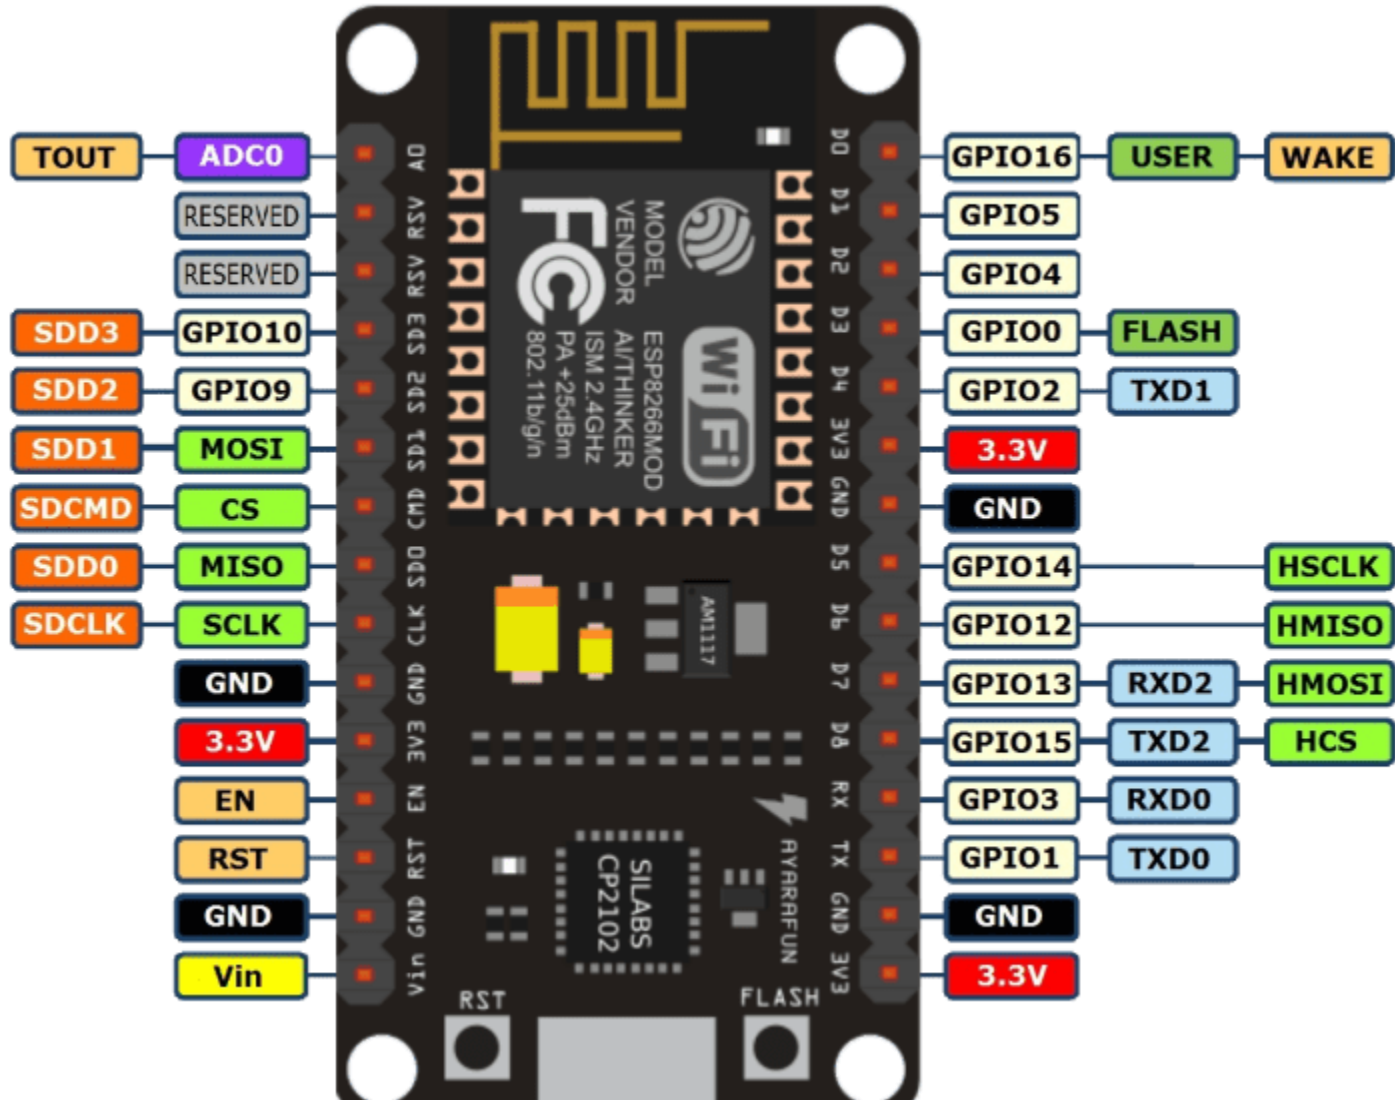 TOUT
ADC0
RESERVED
RESERVED
SDD3
GPIO10
SDD2
GPIO9
SDD1
MOSI
SDCMD
CS
SDD0
MISO
SDCLK
SCLK
GND
3.3V
EN
RST
GND
Vin
A0
RSV
RSV
SD3
SD2
SD1
CMD
SD0
CLK
GND
3V3
EN
RST
GND
Vin
FC
MODEL
VENDOR
ESP8266MOD
AI/THINKER
ISM 2.4GHz
PA +25dBm
802.11b/g/n
Wi Fi
AM1117
SILABS
CP2102
AYARAFUN
RST
FLASH
D0
D1
D2
D3
D4
3V3
GND
D5
D6
D7
D8
RX
TX
GND
3V3
GPIO16
USER
WAKE
GPIO5
GPIO4
GPIO0
FLASH
GPIO2
TXD1
3.3V
GND
GPIO14
HSCLK
GPIO12
HMISO
GPIO13
RXD2
HMOSI
GPIO15
TXD2
HCS
GPIO3
RXD0
GPIO1
TXD0
GND
3.3V